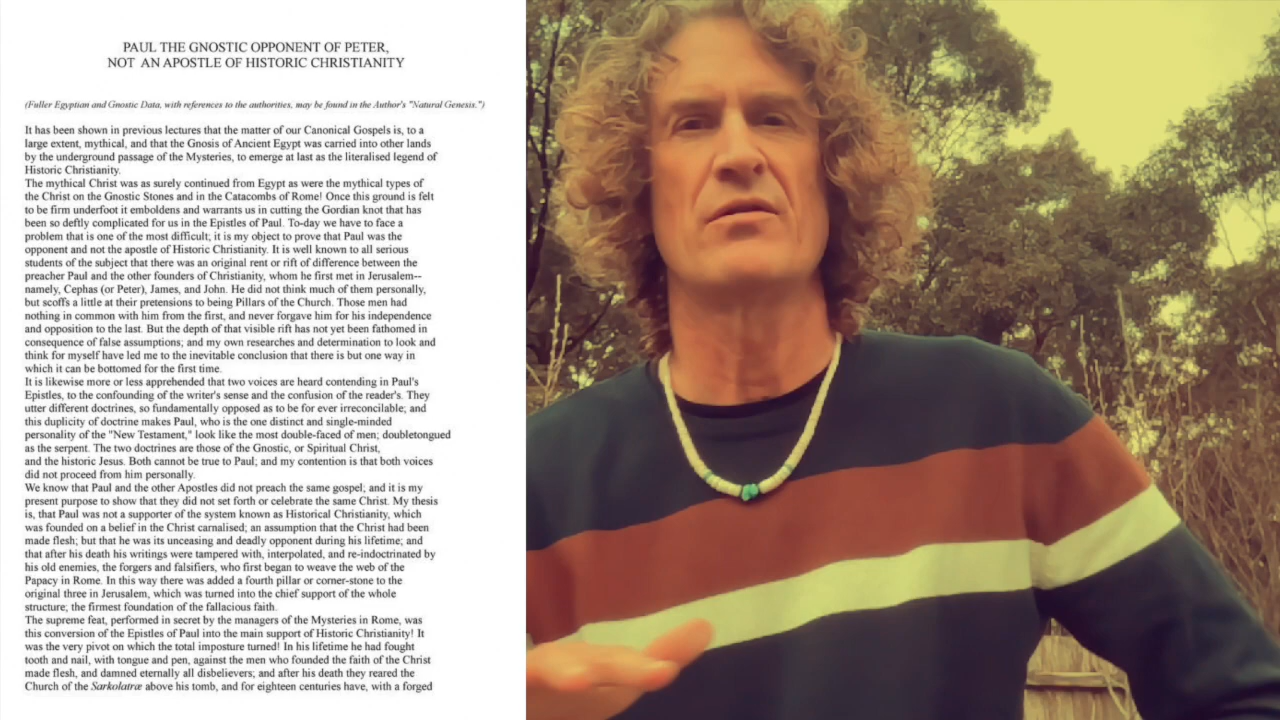 PAUL THE GNOSTIC OPPONENT OF PETER,
NOT AN APOSTLE OF HISTORIC CHRISTIANITY
(Fuller Egyptian and Gnostic Data, with references to the authorities, may be found in the Author's "Natural Genesis.")
It has been shown in previous lectures that the matter of our Canonical Gospels is, to a
large extent, mythical, and that the Gnosis of Ancient Egypt was carried into other lands
by the underground passage of the Mysteries, to emerge at last as the literalised legend of
Historic Christianity.
The mythical Christ was as surely continued from Egypt as were the mythical types of
the Christ on the Gnostic Stones and in the Catacombs of Rome! Once this ground is felt
to be firm underfoot it emboldens and warrants us in cutting the Gordian knot that has
been so deftly complicated for us in the Epistles of Paul. To-day we have to face a
problem that is one of the most difficult; it is my object to prove that Paul was the
opponent and not the apostle of Historic Christianity. It is well known to all serious
students of the subject that there was an original rent or rift of difference between the
preacher Paul and the other founders of Christianity, whom he first met in Jerusalem--
namely, Cephas (or Peter), James, and John. He did not think much of them personally,
but scoffs a little at their pretensions to being Pillars of the Church. Those men had
nothing in common with him from the first, and never forgave him for his independence
and opposition to the last. But the depth of that visible rift has not yet been fathomed in
consequence of false assumptions; and my own researches and determination to look and
think for myself have led me to the inevitable conclusion that there is but one way in
which it can be bottomed for the first time.
It is likewise more or less apprehended that two voices are heard contending in Paul's
Epistles, to the confounding of the writer's sense and the confusion of the reader's. They
utter different doctrines, so fundamentally opposed as to be for ever irreconcilable; and
this duplicity of doctrine makes Paul, who is the one distinct and single-minded
personality of the "New Testament," look like the most double-faced of men; doubletongued
as the serpent. The two doctrines are those of the Gnostic, or Spiritual Christ,
and the historic Jesus. Both cannot be true to Paul; and my contention is that both voices
did not proceed from him personally.
We know that Paul and the other Apostles did not preach the same gospel; and it is my
present purpose to show that they did not set forth or celebrate the same Christ. My thesis
is, that Paul was not a supporter of the system known as Historical Christianity, which
was founded on a belief in the Christ carnalised; an assumption that the Christ had been
made flesh; but that he was its unceasing and deadly opponent during his lifetime; and
that after his death his writings were tampered with, interpolated, and re-indoctrinated by
his old enemies, the forgers and falsifiers, who first began to weave the web of the
Papacy in Rome. In this way there was added a fourth pillar or corner-stone to the
original three in Jerusalem, which was turned into the chief support of the whole
structure; the firmest foundation of the fallacious faith.
The supreme feat, performed in secret by the managers of the Mysteries in Rome, was
this conversion of the Epistles of Paul into the main support of Historic Christianity! It
was the very pivot on which the total imposture turned! In his lifetime he had fought
tooth and nail, with tongue and pen, against the men who founded the faith of the Christ
made flesh, and damned eternally all disbelievers; and after his death they reared the
Church of the Sarkolatræ above his tomb, and for eighteen centuries have, with a forged